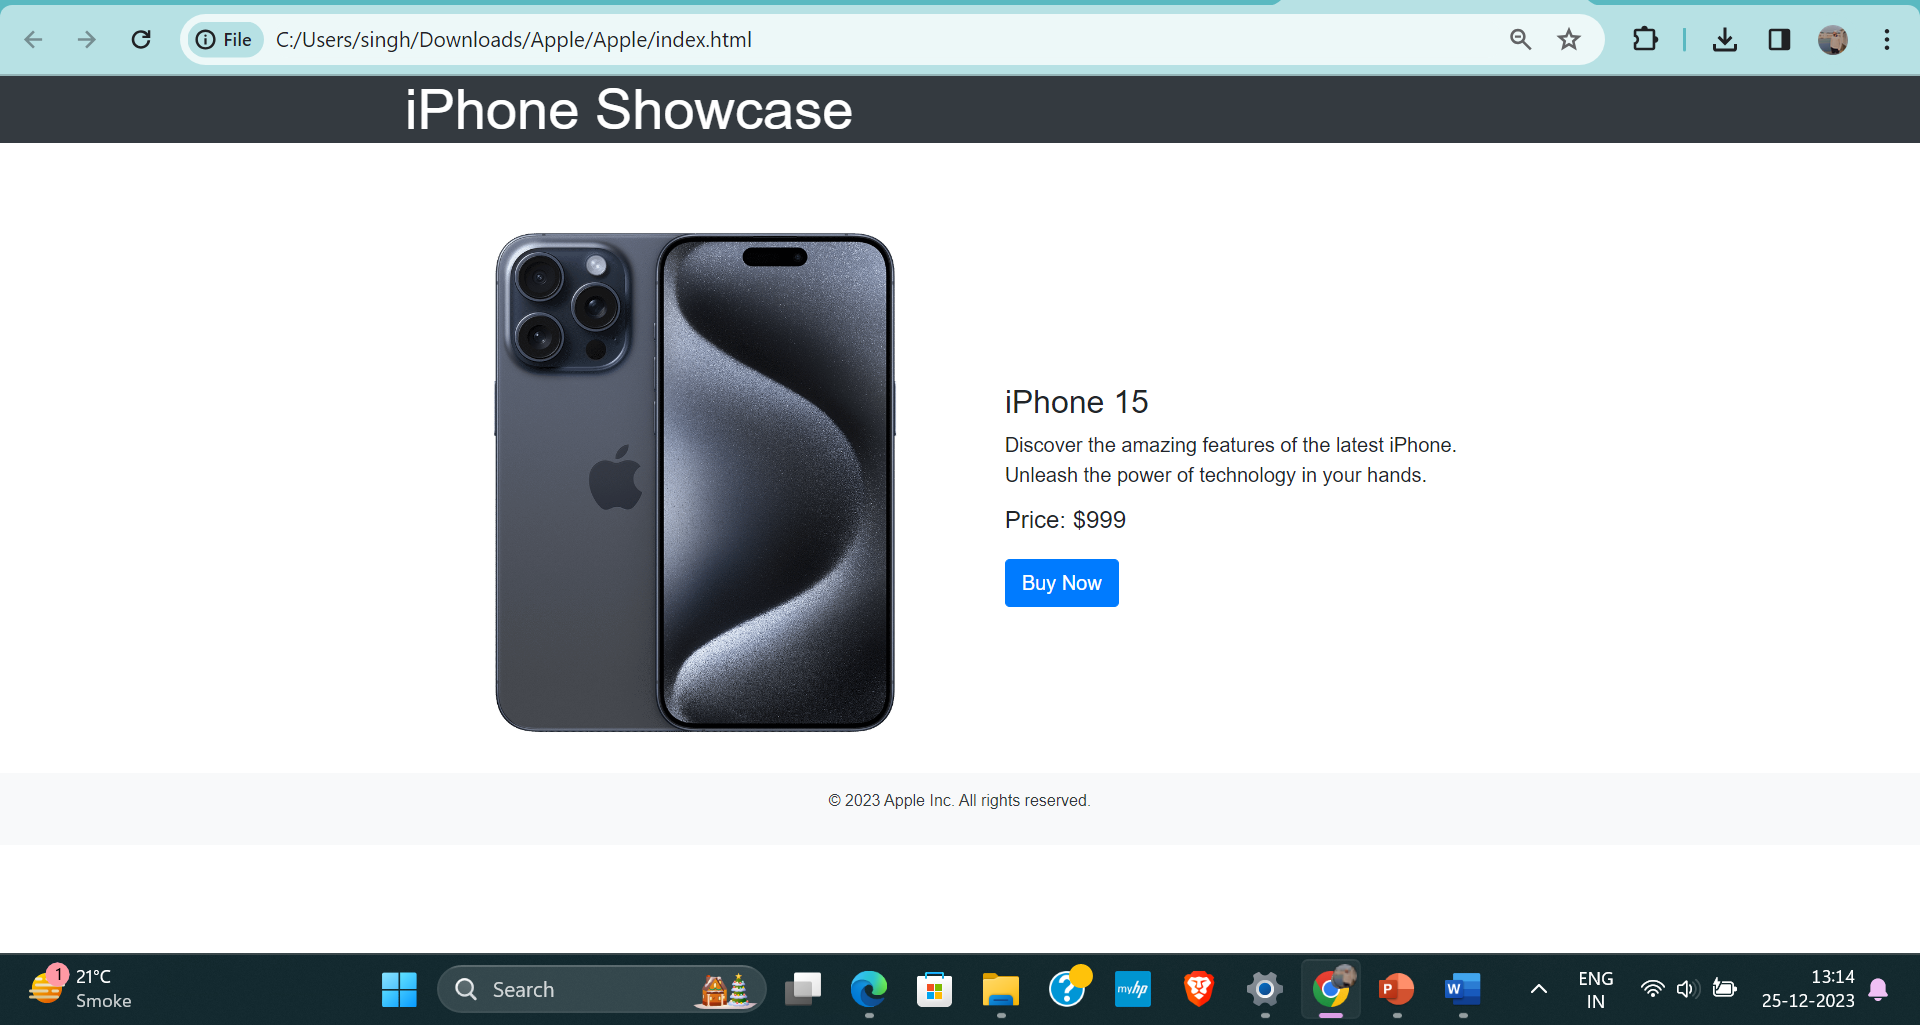 File
C:/Users/singh/Downloads/Apple/Apple/index.html
iPhone Showcase
iPhone 15
Discover the amazing features of the latest iPhone.
Unleash the power of technology in your hands.
Price: $999
Buy Now
© 2023 Apple Inc. All rights reserved.
1
21°C
Smoke
Search
?
myhp
P
W
ENG
IN
13:14
25-12-2023